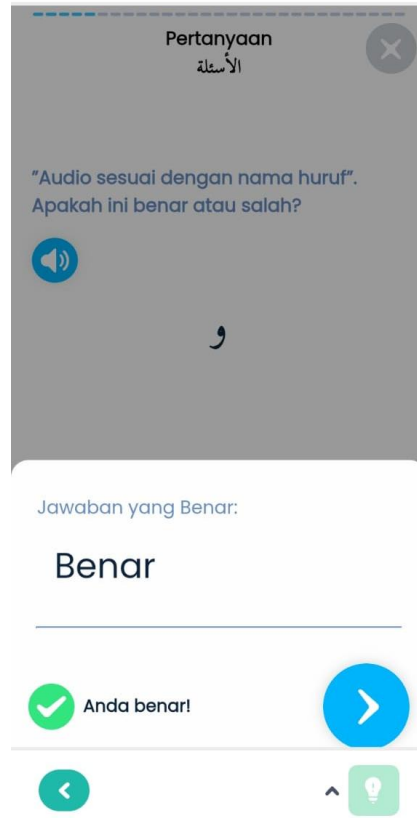 Pertanyaan
الأسئلة
"Audio sesuai dengan nama huruf".
Apakah ini benar atau salah?
و
Jawaban yang Benar:
Benar
Anda benar!